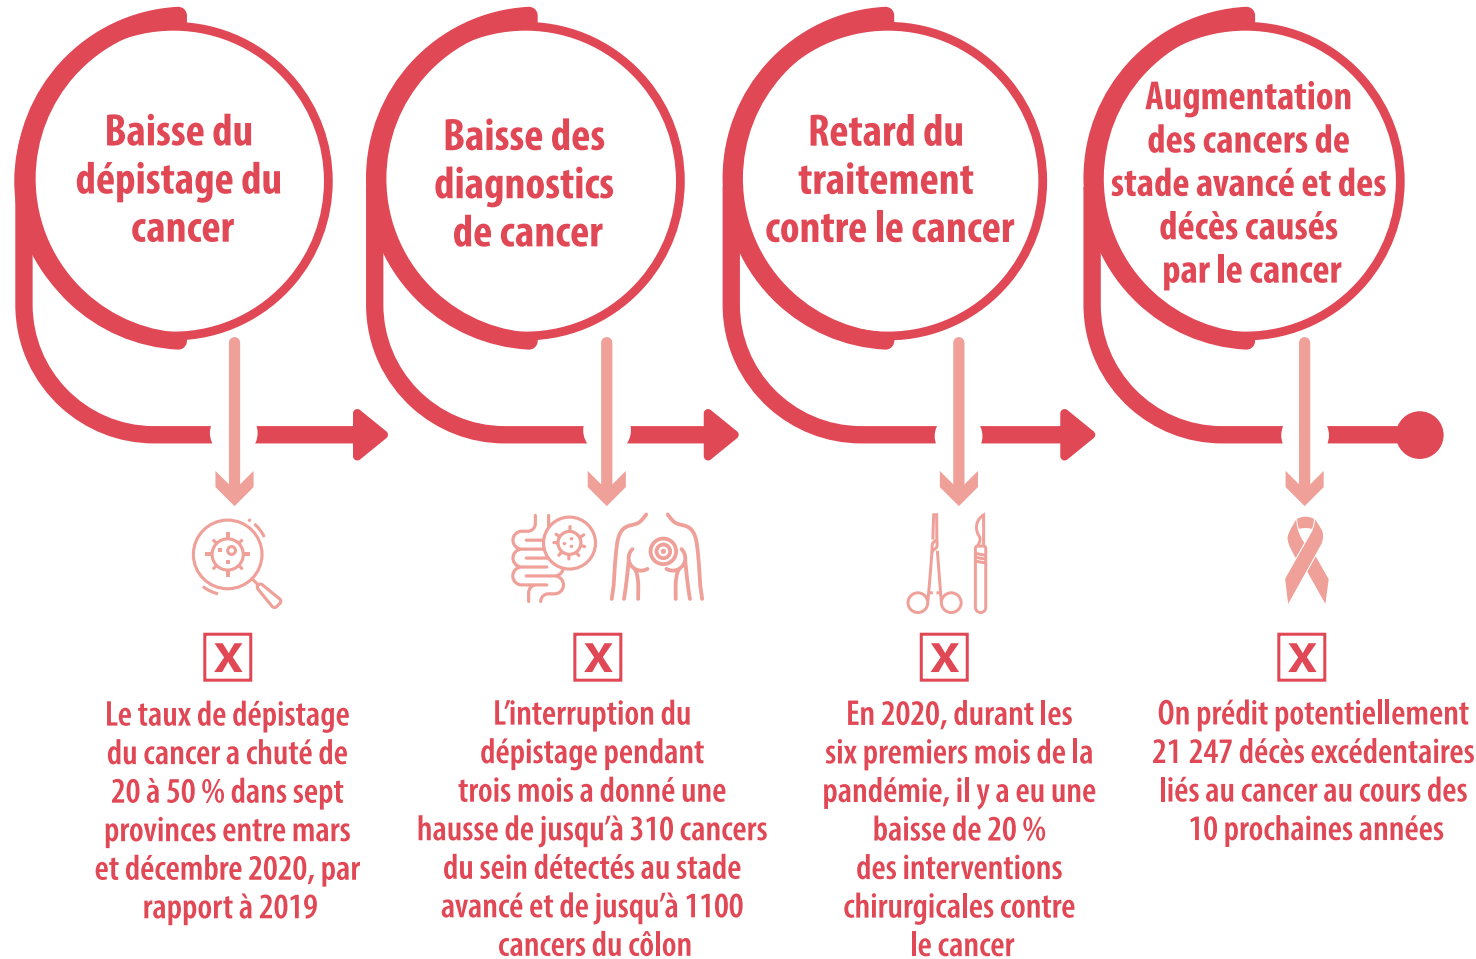 Baisse du
dépistage du
cancer
Baisse des
diagnostics
de cancer
Retard du
traitement
contre le cancer
Augmentation
des cancers de
stade avancé et des
décès causés
par le cancer
X
Le taux de dépistage
du cancer a chuté de
20 à 50 % dans sept
provinces entre mars
et décembre 2020, par
rapport à 2019
X
L'interruption du
dépistage pendant
trois mois a donné une
hausse de jusqu'à 310 cancers
du sein détectés au stade
avancé et de jusqu'à 1100
cancers du côlon
X
En 2020, durant les
six premiers mois de la
pandémie, il y a eu une
baisse de 20 %
des interventions
chirurgicales contre
le cancer
X
On prédit potentiellement
21 247 décès excédentaires
liés au cancer au cours des
10 prochaines années